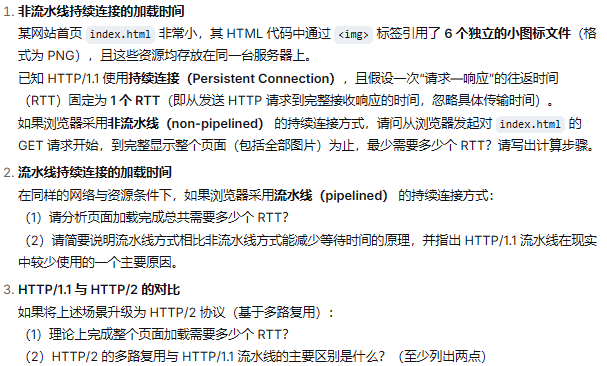 1. 非流水线持续连接的加载时间
某网站首页 index.html 非常小，其 HTML 代码中通过 <img> 标签引用了 6 个独立的小图标文件（格
式为 PNG），且这些资源均存放在同一台服务器上。
已知 HTTP/1.1 使用持续连接（Persistent Connection），且假设一次“请求—响应”的往返时间
（RTT）固定为 1 个 RTT（即从发送 HTTP 请求到完整接收响应的时间，忽略具体传输时间）。
如果浏览器采用非流水线（non-pipelined） 的持续连接方式，请问从浏览器发起对 index.html 的
GET 请求开始，到完整显示整个页面（包括全部图片）为止，最少需要多少个 RTT？请写出计算步骤。
2. 流水线持续连接的加载时间
在同样的网络与资源条件下，如果浏览器采用流水线（pipelined） 的持续连接方式：
（1）请分析页面加载完成总共需要多少个 RTT？
（2）请简要说明流水线方式相比非流水线方式能减少等待时间的原理，并指出 HTTP/1.1 流水线在现实
中较少使用的一个主要原因。
3. HTTP/1.1 与 HTTP/2 的对比
如果将上述场景升级为 HTTP/2 协议（基于多路复用）：
（1）理论上完成整个页面加载需要多少个 RTT？
（2）HTTP/2 的多路复用与 HTTP/1.1 流水线的主要区别是什么？（至少列出两点）